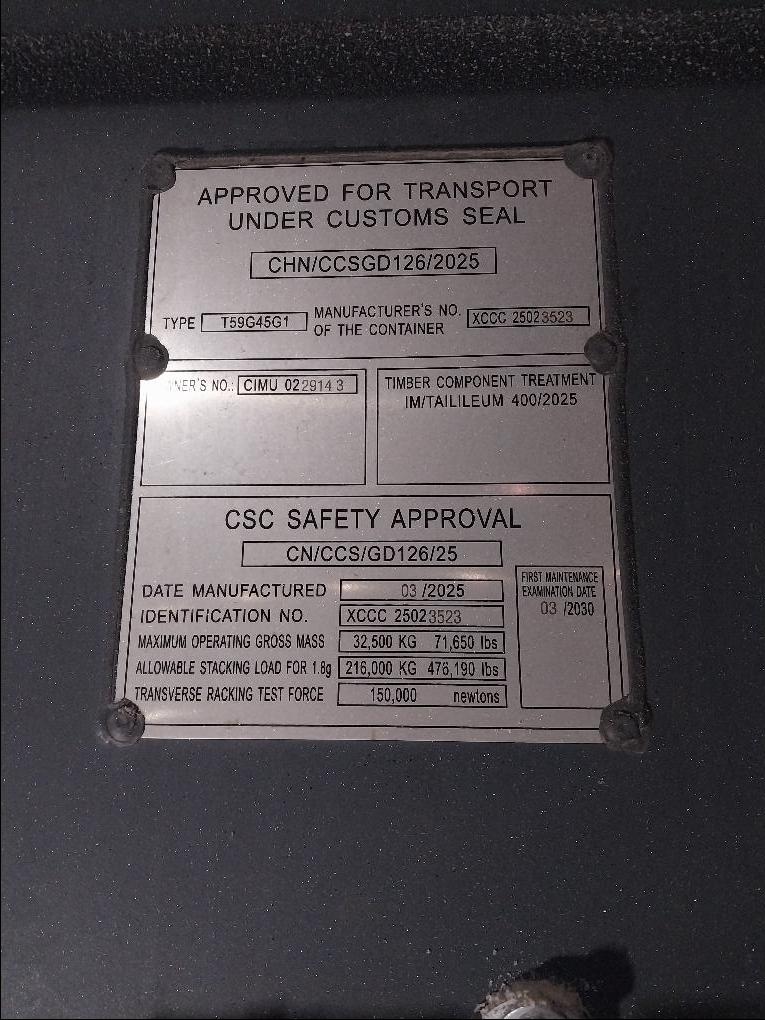 APPROVED FOR TRANSPORT
UNDER CUSTOMS SEAL
CHN/CCSGD126/2025
TYPE T59G45G1 MANUFACTURER'S NO. OF THE CONTAINER XCCC 25023523
NER'S NO.: CIMU 022914 3
TIMBER COMPONENT TREATMENT
IM/TAILILEUM 400/2025
CSC SAFETY APPROVAL
CN/CCS/GD126/25
DATE MANUFACTURED 03 /2025
IDENTIFICATION NO. XCCC 25023523
MAXIMUM OPERATING GROSS MASS 32,500 KG 71,650 lbs
ALLOWABLE STACKING LOAD FOR 1.8g 216,000 KG 476,190 lbs
TRANSVERSE RACKING TEST FORCE 150,000 newtons
FIRST MAINTENANCE
EXAMINATION DATE
03 /2030